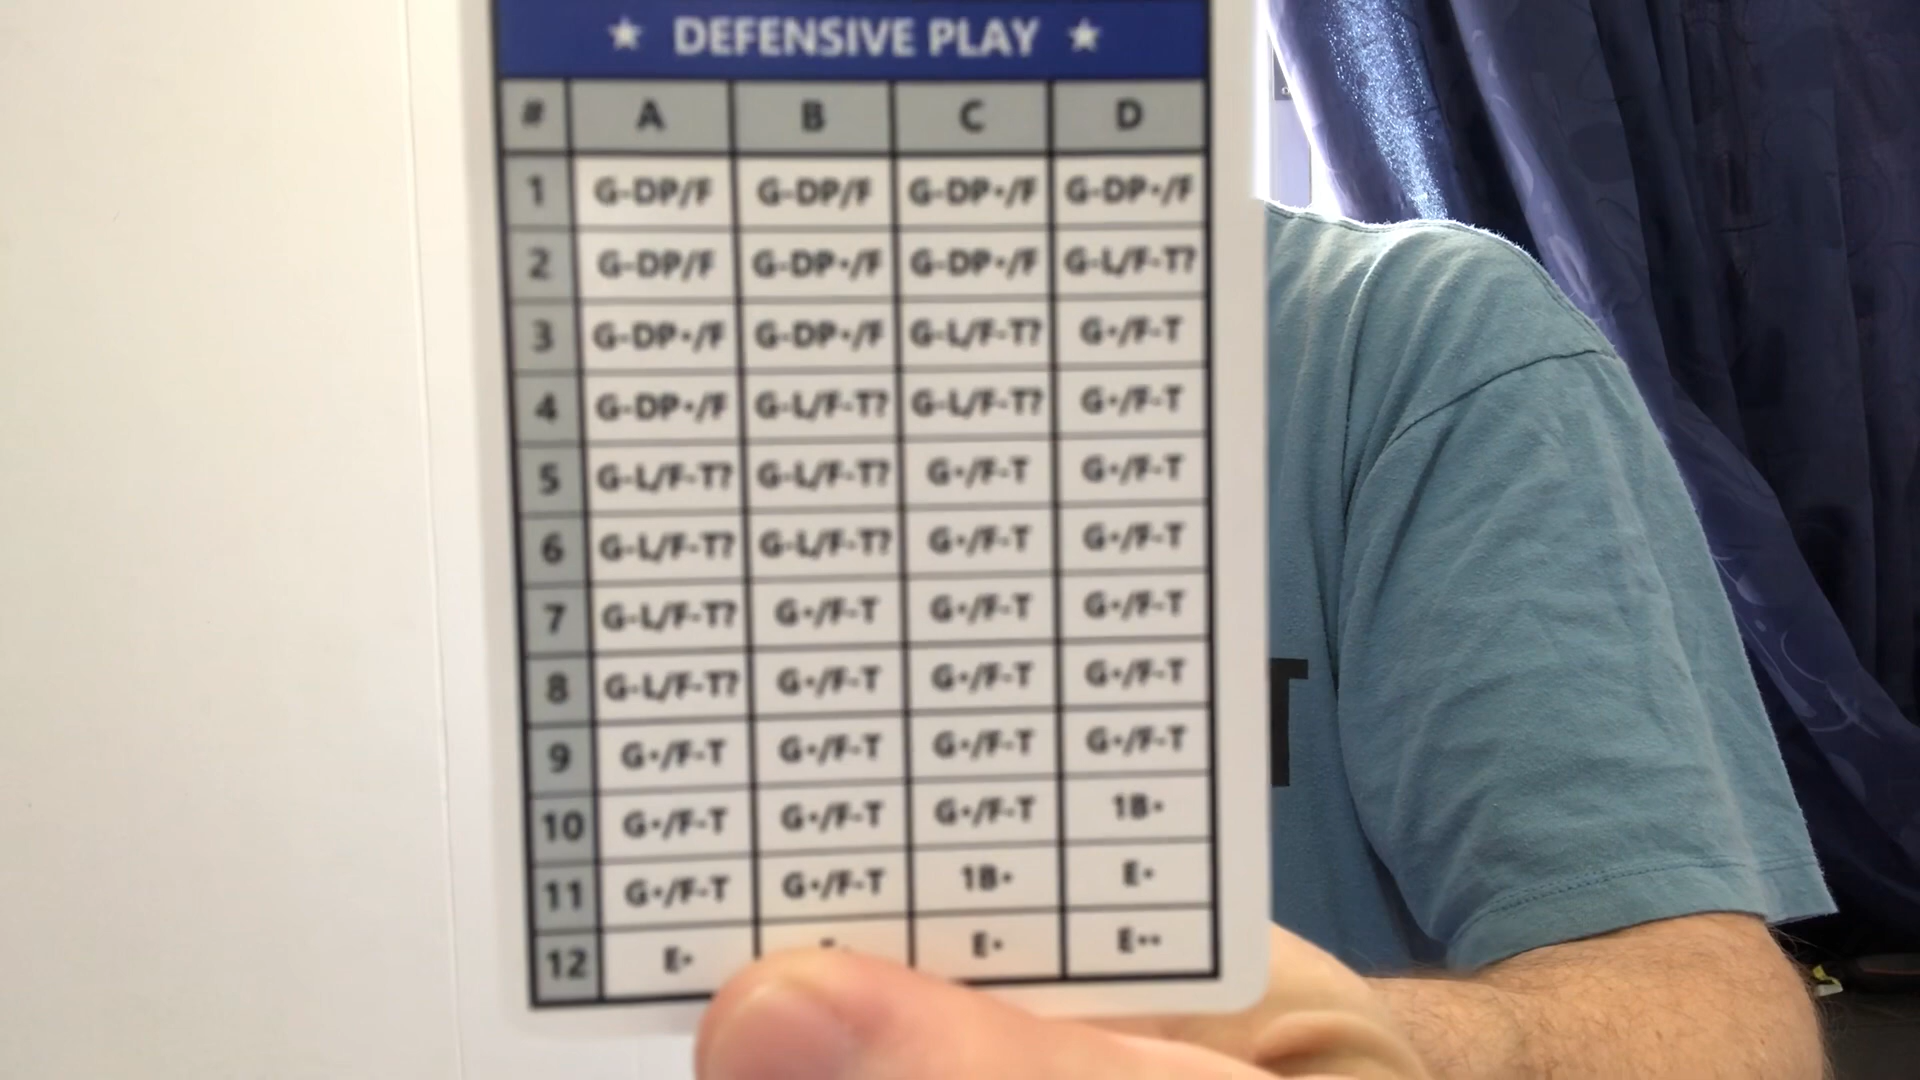 ★ DEFENSIVE PLAY ★
# A B C D
1 G-DP/F G-DP/F G-DP•/F G-DP•/F
2 G-DP/F G-DP•/F G-DP•/F G-L/F-T?
3 G-DP•/F G-DP•/F G-L/F-T? G•/F-T
4 G-DP•/F G-L/F-T? G-L/F-T? G•/F-T
5 G-L/F-T? G-L/F-T? G•/F-T G•/F-T
6 G-L/F-T? G-L/F-T? G•/F-T G•/F-T
7 G-L/F-T? G•/F-T G•/F-T G•/F-T
8 G-L/F-T? G•/F-T G•/F-T G•/F-T
9 G•/F-T G•/F-T G•/F-T G•/F-T
10 G•/F-T G•/F-T G•/F-T 1B•
11 G•/F-T G•/F-T 1B• E•
12 E• E• E••
T